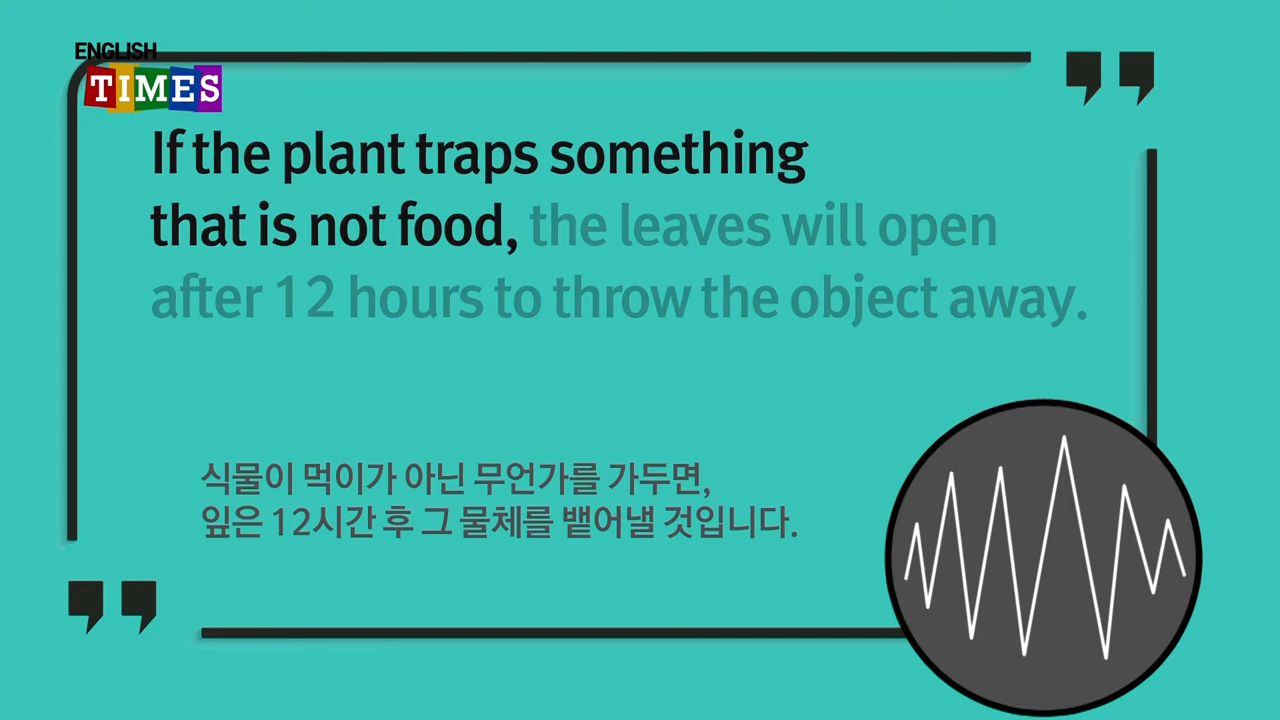 ENGLISH
TIMES
If the plant traps something
that is not food, the leaves will open
after 12 hours to throw the object away.
식물이 먹이가 아닌 무언가를 가두면,
잎은 12시간 후 그 물체를 뱉어낼 것입니다.